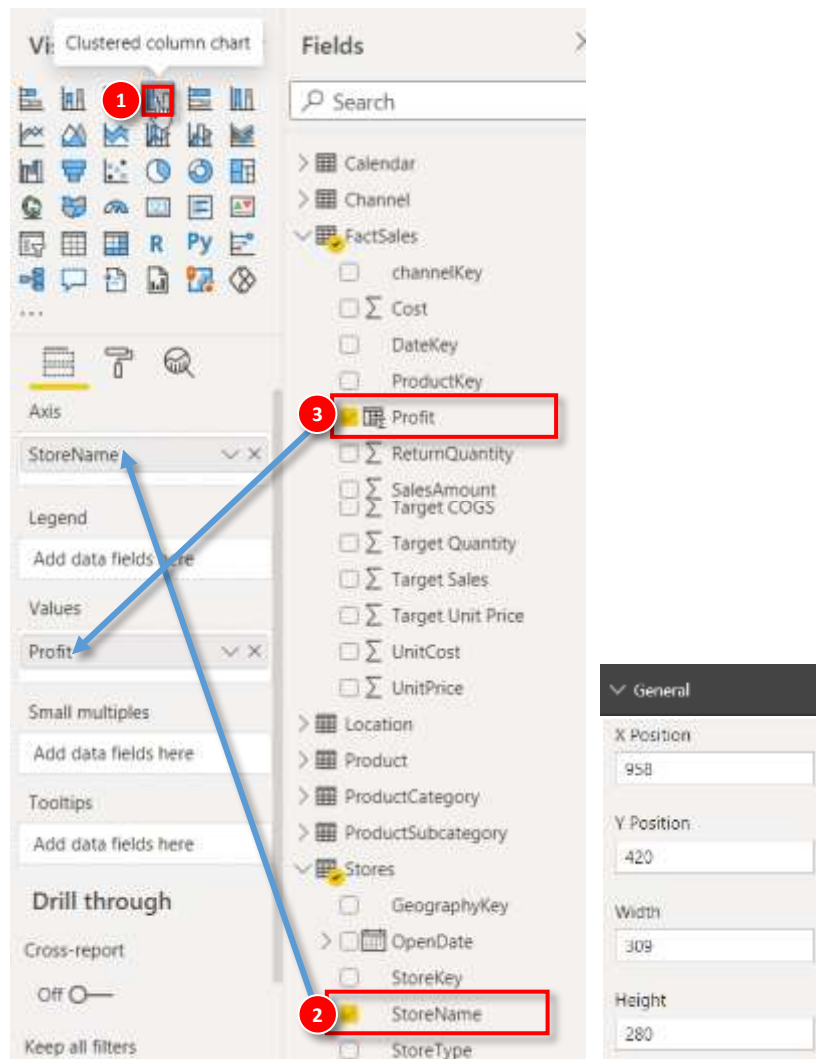 Vi:
Clustered column chart
1
R
Py
...
Axis
StoreName
Legend
Add data fields here
Values
Profit
Small multiples
Add data fields here
Tooltips
Add data fields here
Drill through
Cross-report
Off
Keep all filters
Fields
Search
Calendar
Channel
FactSales
channelKey
Σ Cost
DateKey
ProductKey
3
Profit
Σ ReturnQuantity
Σ SalesAmount
Σ Target COGS
Σ Target Quantity
Σ Target Sales
Σ Target Unit Price
Σ UnitCost
Σ UnitPrice
Location
Product
ProductCategory
ProductSubcategory
Stores
GeographyKey
OpenDate
StoreKey
2
StoreName
StoreType
General
X Position
958
Y Position
420
Width
309
Height
280